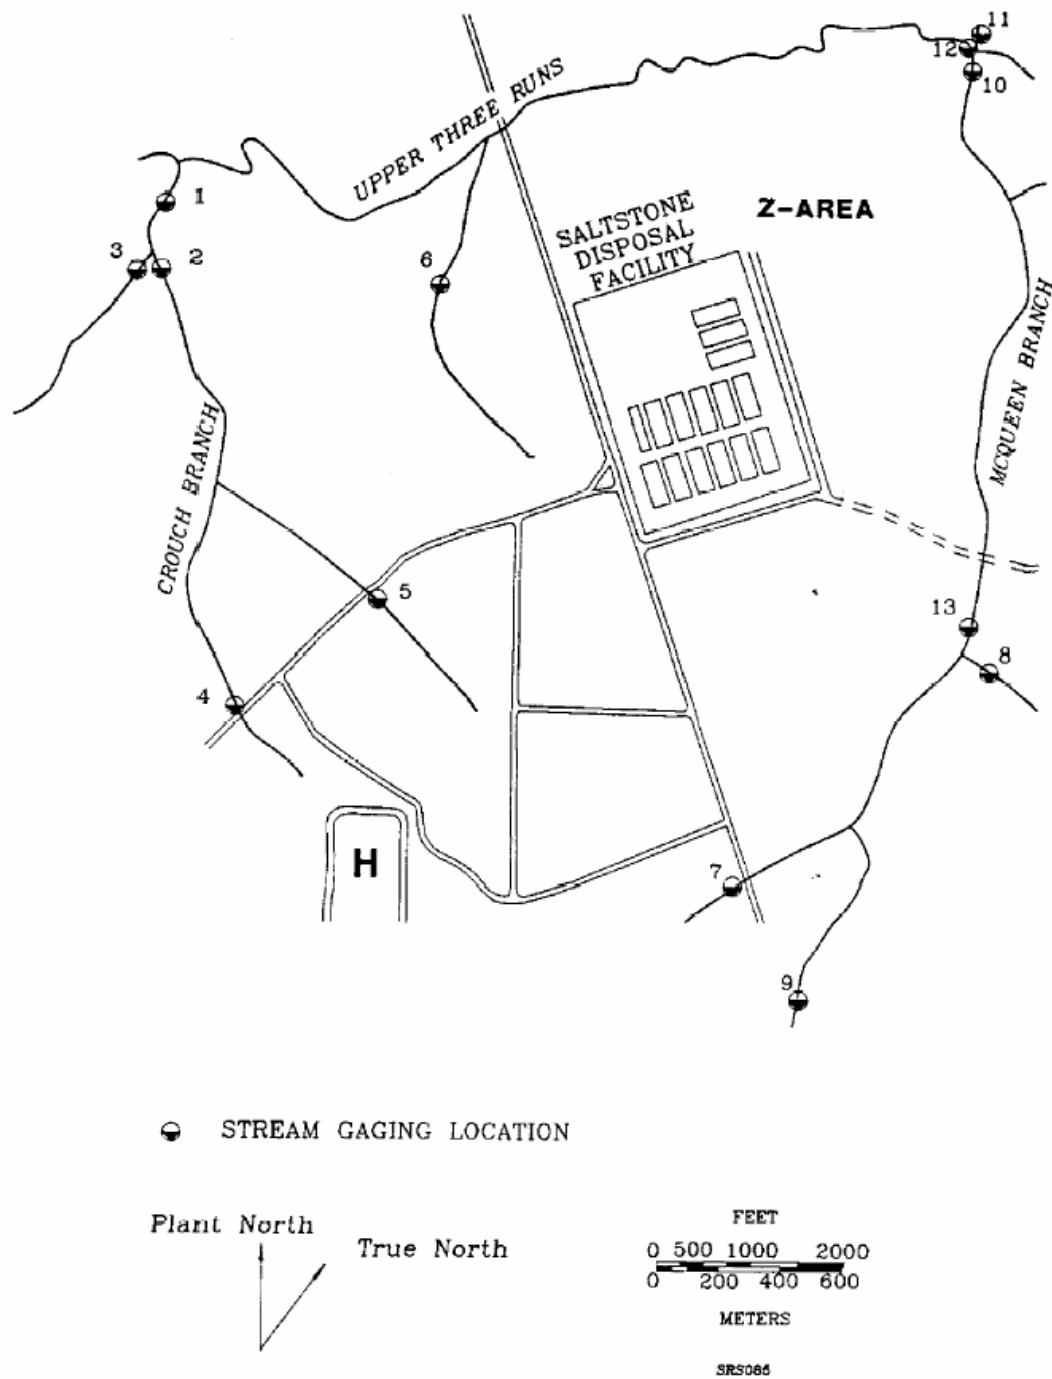 11
12
10
UPPER THREE RUNS
1
Z-AREA
SALTSTONE
DISPOSAL
FACILITY
3
2
6
MCQUEEN BRANCH
CROUCH BRANCH
5
13
8
4
H
7
9
STREAM GAGING LOCATION
Plant North
True North
FEET
0 500 1000 2000
0 200 400 600
METERS
SRS086